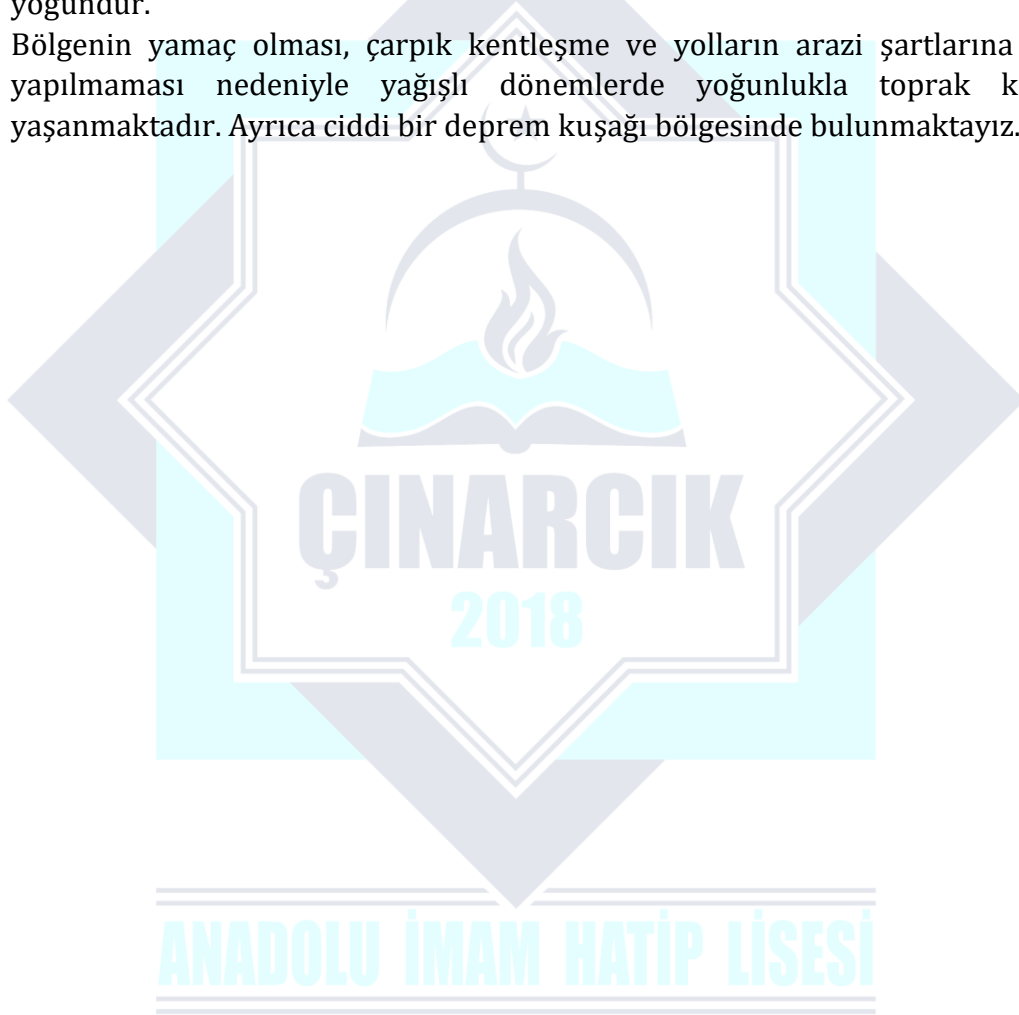 yoğundur.
Bölgenin yamaç olması, çarpık kentleşme ve yolların arazi şartlarına
yapılmaması nedeniyle yağışlı dönemlerde yoğunlukla toprak k
yaşanmaktadır. Ayrıca ciddi bir deprem kuşağı bölgesinde bulunmaktayız.
ÇINARCIK
2018
ANADOLU İMAM HATİP LİSESİ